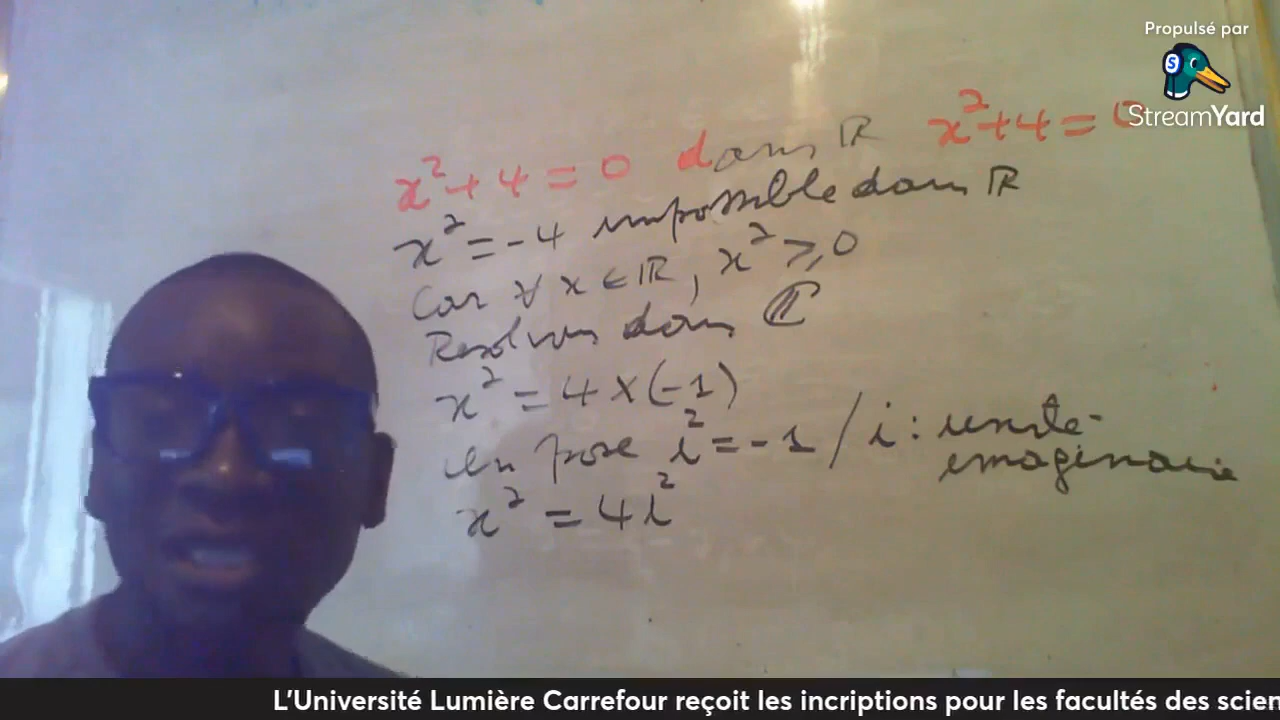 Propulsé par
StreamYard
x²+4=0 dans ℝ x²+4=0
x²=-4 impossible dans ℝ
Car ∀ x ∈ ℝ, x² ⩾ 0
Resolvons dans ℂ
x² = 4 × (-1)
on pose i² = -1 / i : unité
imaginaire
x² = 4i²
L'Université Lumière Carrefour reçoit les incriptions pour les facultés des scien